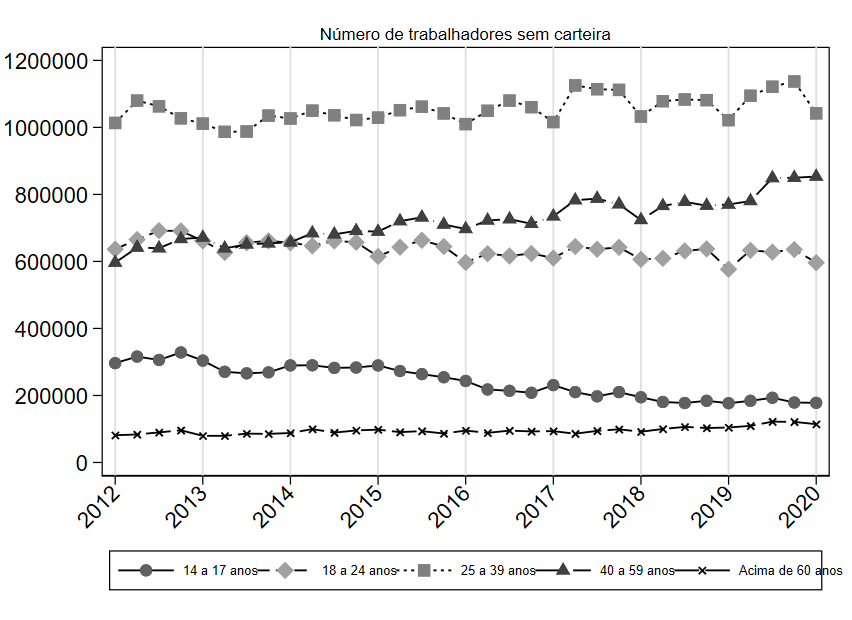 Número de trabalhadores sem carteira
1200000
1000000
800000
600000
400000
200000
0
2012 2013 2014 2015 2016 2017 2018 2019 2020
14 a 17 anos 18 a 24 anos 25 a 39 anos 40 a 59 anos Acima de 60 anos